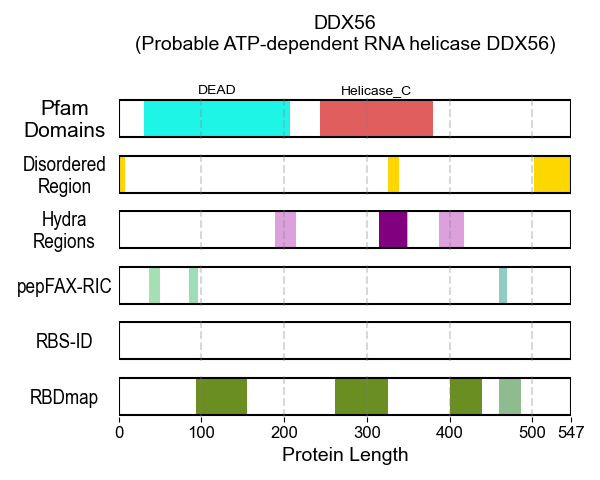 DDX56
(Probable ATP-dependent RNA helicase DDX56)
DEAD
Helicase_C
Pfam
Domains
Disordered
Region
Hydra
Regions
pepFAX-RIC
RBS-ID
RBDmap
0 100 200 300 400 500 547
Protein Length